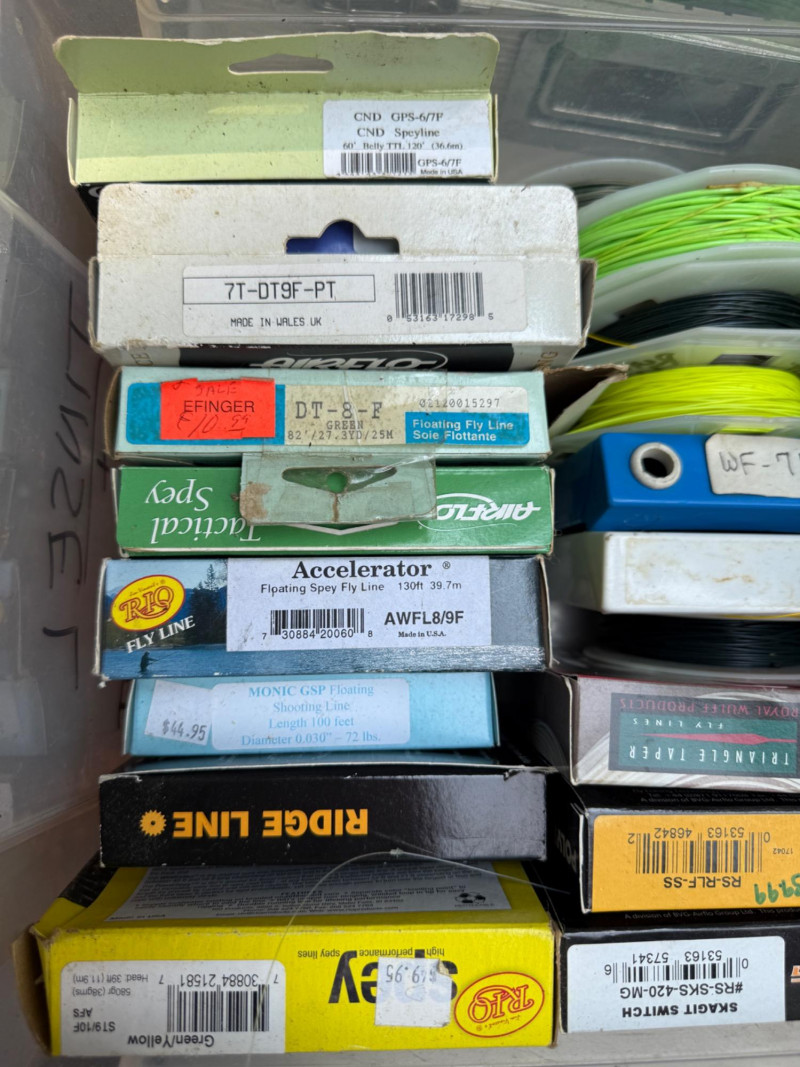 CND GPS-6/7F
CND Speyline
60' Belly TTL 120' (36.6m)
GPS-6/7F
Made in USA
7T-DT9F-PT
MADE IN WALES UK
0 53163 17298 5
AIRFLO
SALE
EFINGER
DT-8-F
GREEN
82'/27.3YD/25M
02120015297
Floating Fly Line
Soie Flottante
WF-7
Tactical
Spey
AIRFLO
RIO
FLY LINE
Accelerator ®
Floating Spey Fly Line 130ft 39.7m
7 30884 20060 8
AWFL8/9F
Made in U.S.A.
$44.95
MONIC GSP Floating
Shooting Line
Length 100 feet
Diameter 0.030" – 72 lbs.
ROYAL WULFF PRODUCTS
FLY LINES
TRIANGLE TAPER
RIDGE LINE
0 53163 46842 2
17042
RS-RLF-SS
spey
high performance spey lines
RIO
Green/Yellow
7 30884 21581 7
ST9/10F
AFS
580gr (38gms)
Head: 39ft (11.9m)
SKAGIT SWITCH
#RS-SKS-420-MG
0 53163 57341 6
LINZE